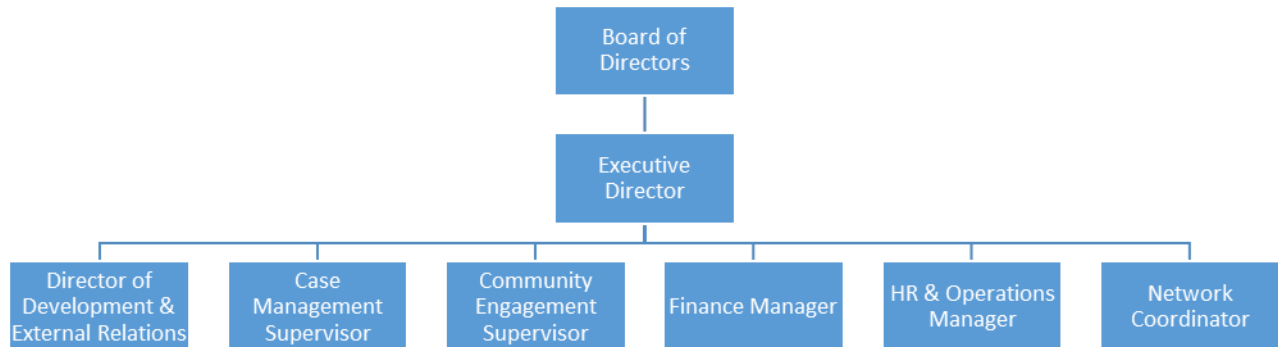 Board of
Directors
Executive
Director
Director of
Development &
External Relations
Case
Management
Supervisor
Community
Engagement
Supervisor
Finance Manager
HR & Operations
Manager
Network
Coordinator